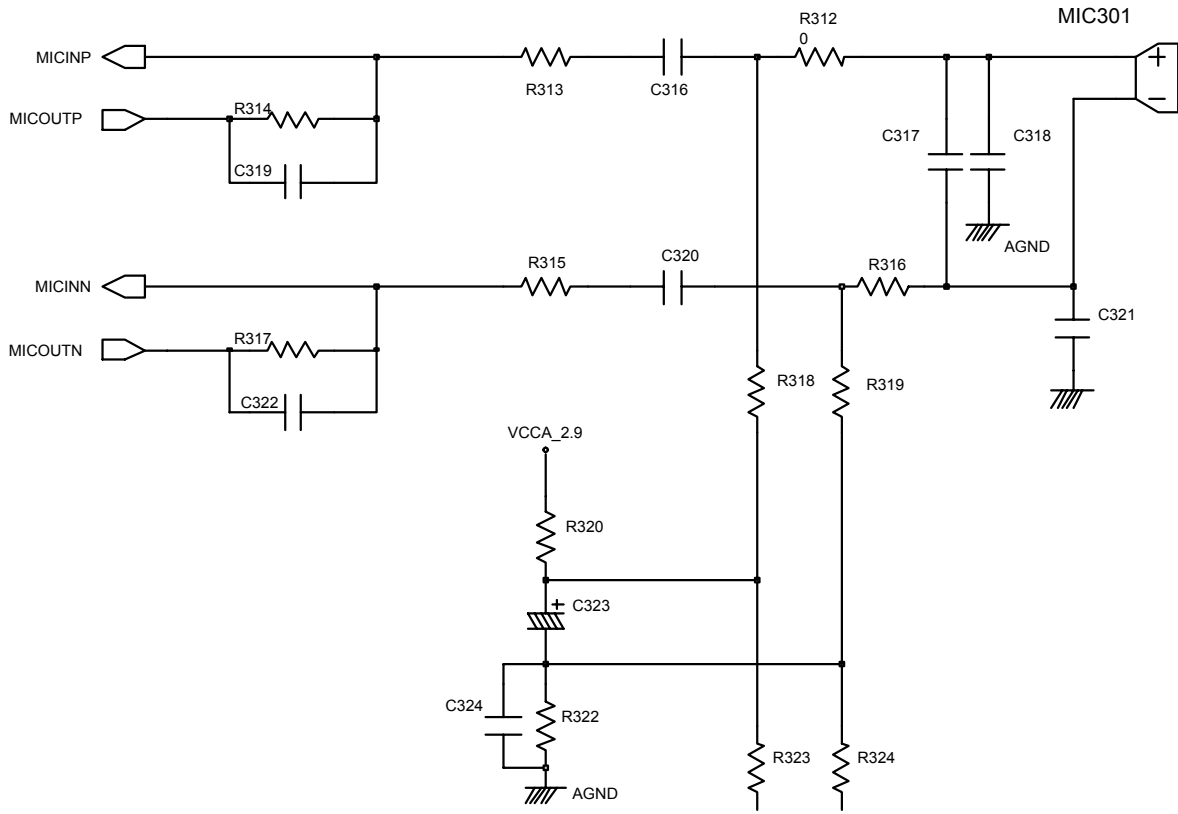 MIC301
R312
0
MICINP
R313
C316
R314
MICOUTP
C317
C318
C319
AGND
C320
R315
R316
MICINN
C321
R317
MICOUTN
R318
R319
C322
VCCA_2.9
R320
+
C323
C324
R322
R323
R324
AGND